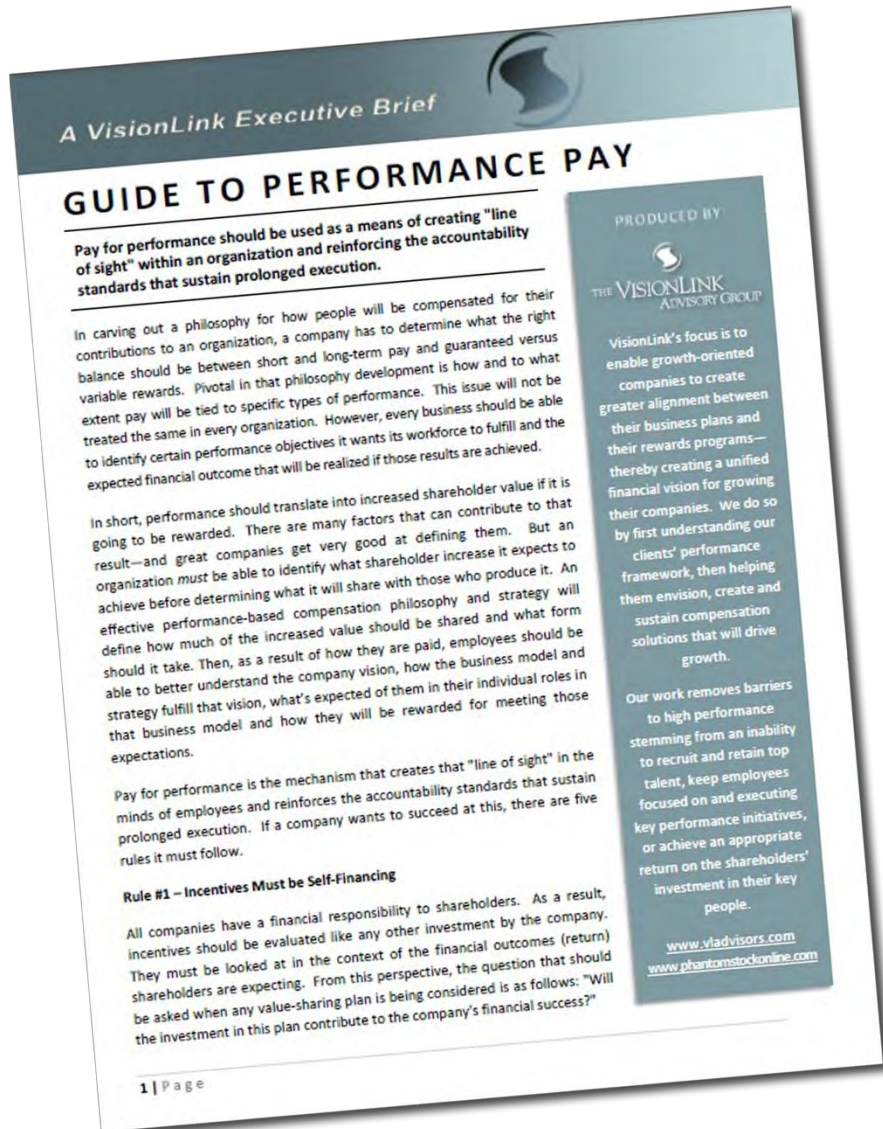 A VisionLink Executive Brief
GUIDE TO PERFORMANCE PAY
Pay for performance should be used as a means of creating "line
of sight" within an organization and reinforcing the accountability
standards that sustain prolonged execution.
In carving out a philosophy for how people will be compensated for their
contributions to an organization, a company has to determine what the right
balance should be between short and long-term pay and guaranteed versus
variable rewards. Pivotal in that philosophy development is how and to what
extent pay will be tied to specific types of performance. This issue will not be
treated the same in every organization. However, every business should be able
to identify certain performance objectives it wants its workforce to fulfill and the
expected financial outcome that will be realized if those results are achieved.
In short, performance should translate into increased shareholder value if it is
going to be rewarded. There are many factors that can contribute to that
result—and great companies get very good at defining them. But an
organization must be able to identify what shareholder increase it expects to
achieve before determining what it will share with those who produce it. An
effective performance-based compensation philosophy and strategy will
define how much of the increased value should be shared and what form
should it take. Then, as a result of how they are paid, employees should be
able to better understand the company vision, how the business model and
strategy fulfill that vision, what's expected of them in their individual roles in
that business model and how they will be rewarded for meeting those
expectations.
Pay for performance is the mechanism that creates that "line of sight" in the
minds of employees and reinforces the accountability standards that sustain
prolonged execution. If a company wants to succeed at this, there are five
rules it must follow.
Rule #1 – Incentives Must be Self-Financing
All companies have a financial responsibility to shareholders. As a result,
incentives should be evaluated like any other investment by the company.
They must be looked at in the context of the financial outcomes (return)
shareholders are expecting. From this perspective, the question that should
be asked when any value-sharing plan is being considered is as follows: "Will
the investment in this plan contribute to the company's financial success?"
1 | Page
PRODUCED BY
THE VISIONLINK
ADVISORY GROUP
VisionLink's focus is to
enable growth-oriented
companies to create
greater alignment between
their business plans and
their rewards programs—
thereby creating a unified
financial vision for growing
their companies. We do so
by first understanding our
clients' performance
framework, then helping
them envision, create and
sustain compensation
solutions that will drive
growth.
Our work removes barriers
to high performance
stemming from an inability
to recruit and retain top
talent, keep employees
focused on and executing
key performance initiatives,
or achieve an appropriate
return on the shareholders'
investment in their key
people.
www.vladvisors.com
www.phantomstockonline.com